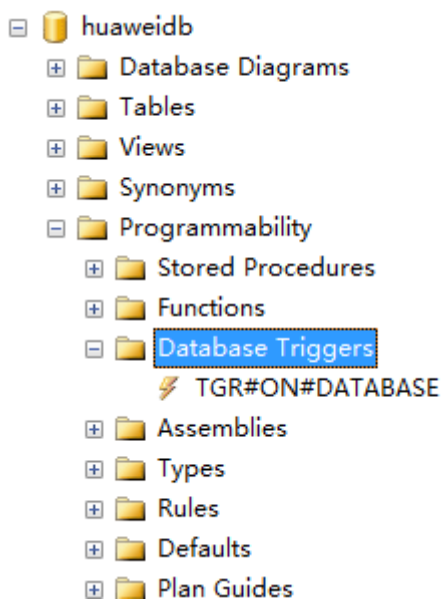 huaweidb
Database Diagrams
Tables
Views
Synonyms
Programmability
Stored Procedures
Functions
Database Triggers
TGR#ON#DATABASE
Assemblies
Types
Rules
Defaults
Plan Guides